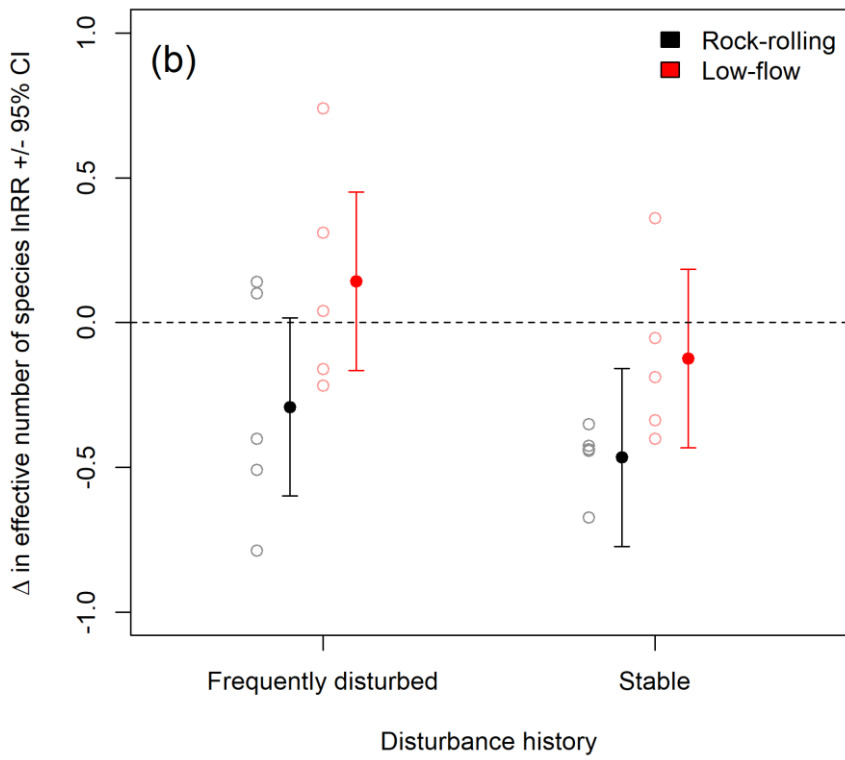 (b)
Rock-rolling
Low-flow
Δ in effective number of species lnRR +/- 95% CI
1.0
0.5
0.0
-0.5
-1.0
Frequently disturbed
Stable
Disturbance history